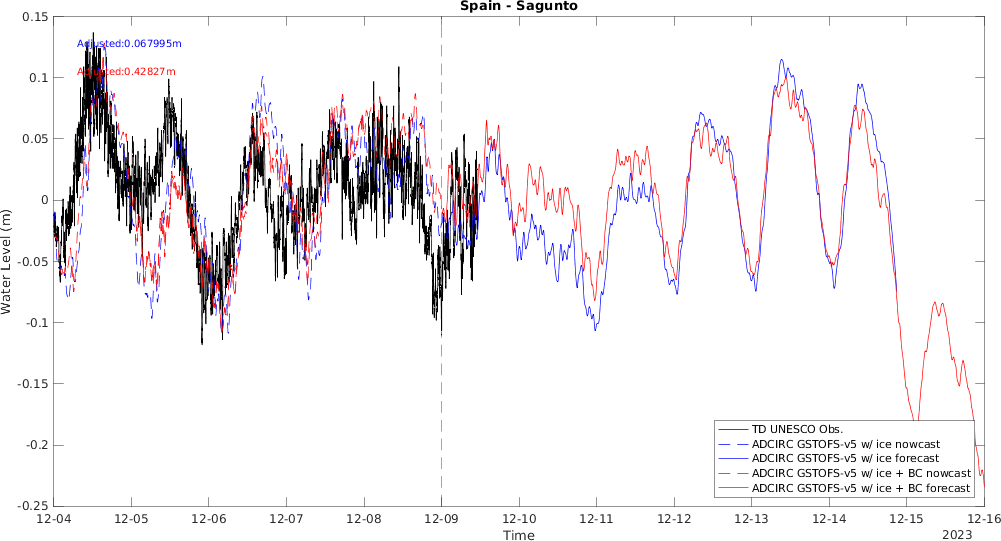 Spain - Sagunto
Adjusted:0.067995m
Adjusted:0.42827m
Water Level (m)
0.15
0.1
0.05
0
-0.05
-0.1
-0.15
-0.2
-0.25
TD UNESCO Obs.
ADCIRC GSTOFS-v5 w/ ice nowcast
ADCIRC GSTOFS-v5 w/ ice forecast
ADCIRC GSTOFS-v5 w/ ice + BC nowcast
ADCIRC GSTOFS-v5 w/ ice + BC forecast
12-04 12-05 12-06 12-07 12-08 12-09 12-10 12-11 12-12 12-13 12-14 12-15 12-16
Time
2023